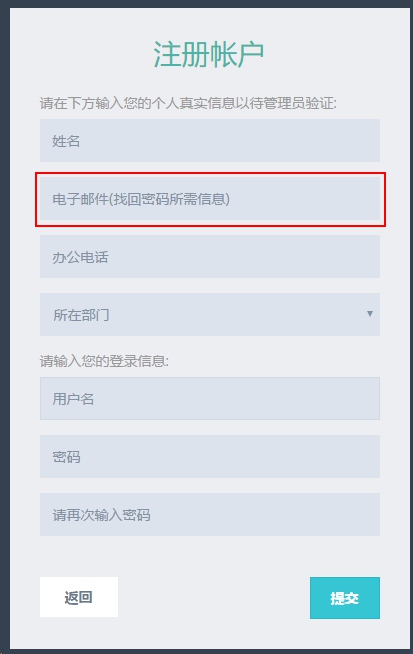 注册帐户
请在下方输入您的个人真实信息以待管理员验证:
姓名
电子邮件(找回密码所需信息)
办公电话
所在部门
请输入您的登录信息:
用户名
密码
请再次输入密码
返回
提交